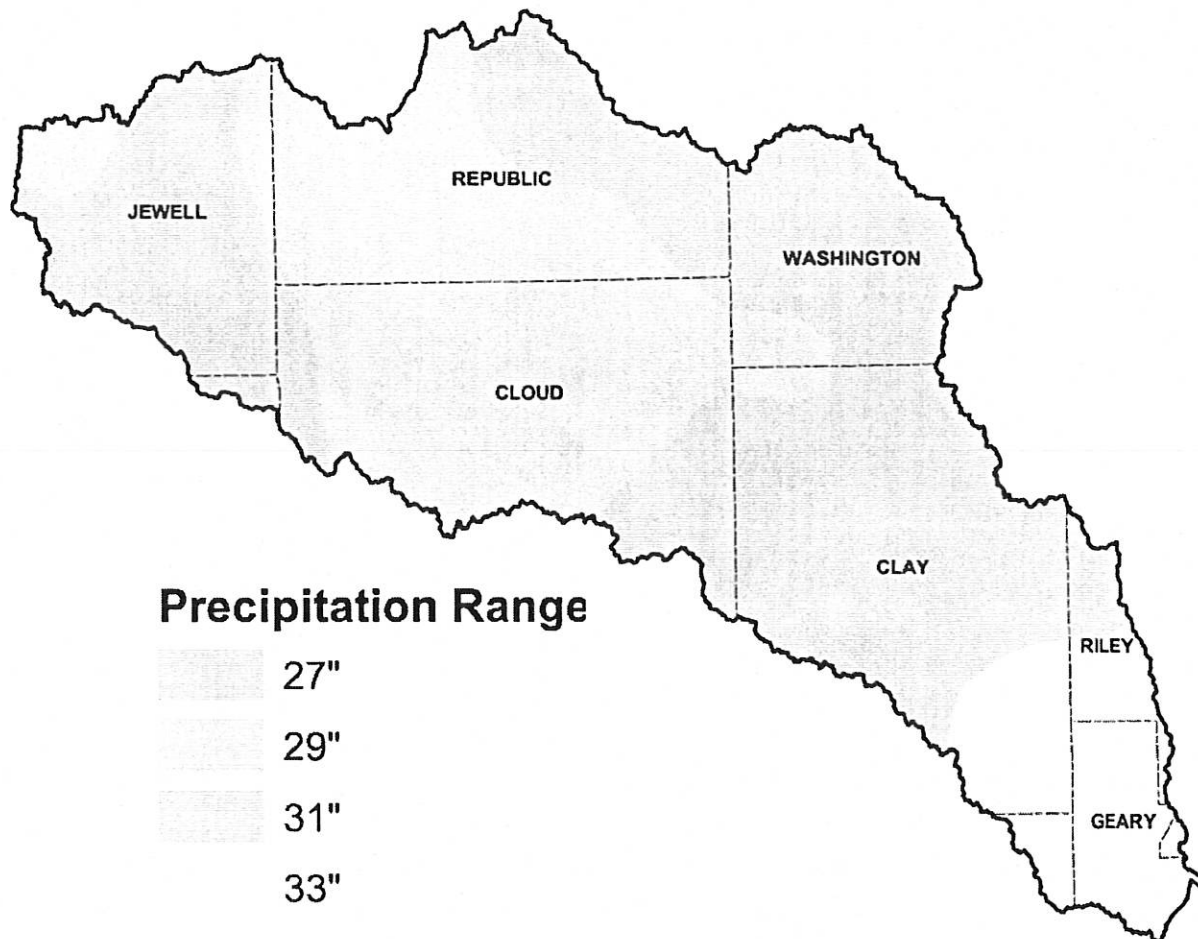 REPUBLIC
JEWELL
WASHINGTON
CLOUD
CLAY
Precipitation Range
RILEY
27"
29"
31"
GEARY
33"